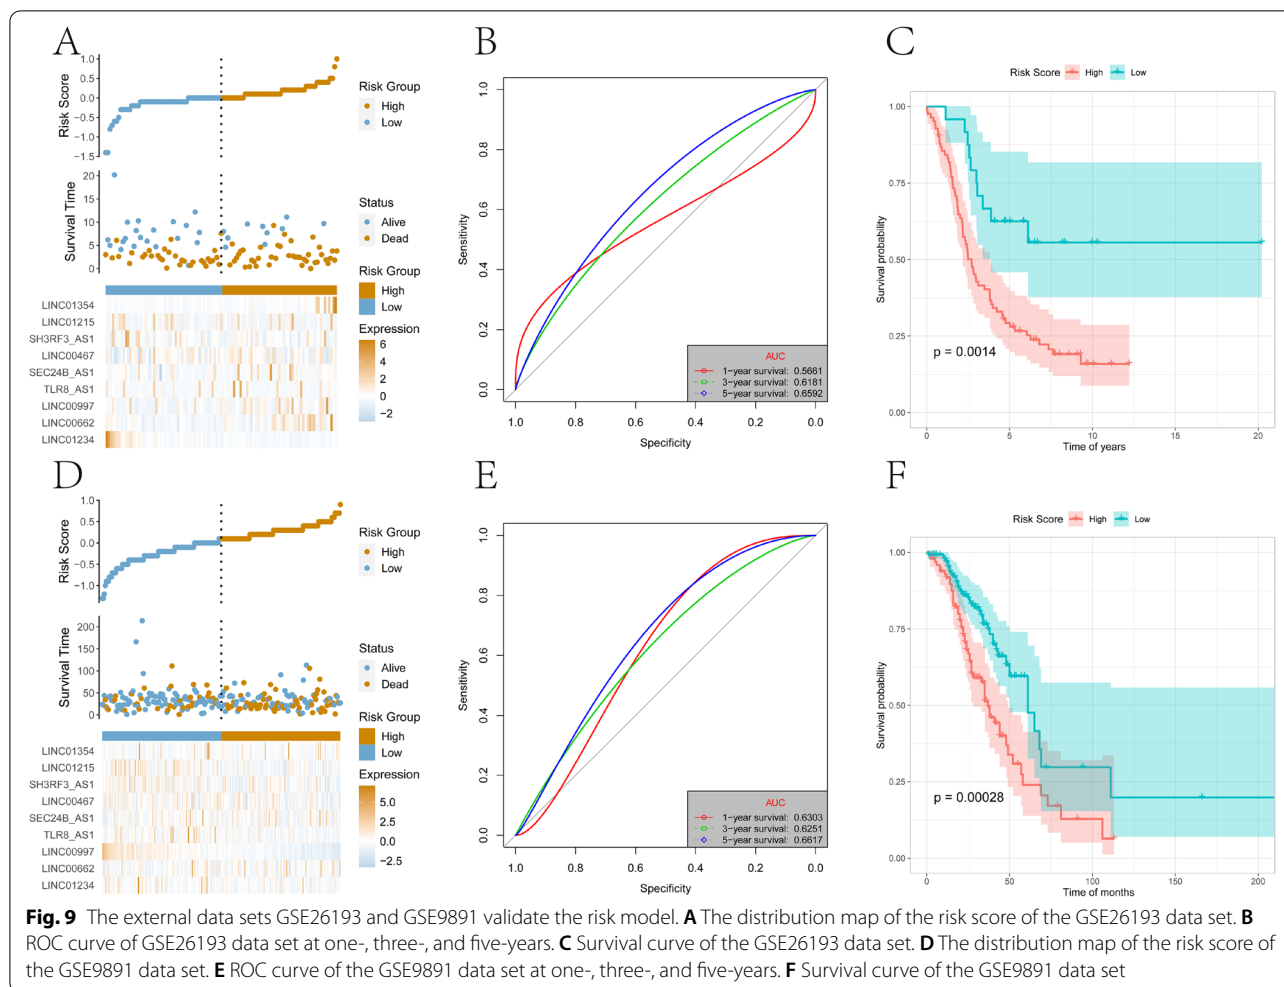 A
Risk Score
1.0
0.5
0.0
−0.5
−1.0
−1.5
Risk Group
High
Low
Survival Time
20
15
10
5
0
Status
Alive
Dead
Risk Group
High
Low
Expression
6
4
2
0
−2
LINC01354
LINC01215
SH3RF3_AS1
LINC00467
SEC24B_AS1
TLR8_AS1
LINC00997
LINC00662
LINC01234
B
Sensitivity
1.0
0.8
0.6
0.4
0.2
0.0
AUC
1−year survival: 0.5661
3−year survival: 0.6181
5−year survival: 0.6592
1.0 0.8 0.6 0.4 0.2 0.0
Specificity
C
Risk Score High Low
Survival probability
1.00
0.75
0.50
0.25
0.00
p = 0.0014
0 5 10 15 20
Time of years
D
Risk Score
1.0
0.5
0.0
−0.5
−1.0
Risk Group
High
Low
Survival Time
200
150
100
50
0
Status
Alive
Dead
Risk Group
High
Low
Expression
5.0
2.5
0.0
−2.5
LINC01354
LINC01215
SH3RF3_AS1
LINC00467
SEC24B_AS1
TLR8_AS1
LINC00997
LINC00662
LINC01234
E
Sensitivity
1.0
0.8
0.6
0.4
0.2
0.0
AUC
1−year survival: 0.6303
3−year survival: 0.6251
5−year survival: 0.6617
1.0 0.8 0.6 0.4 0.2 0.0
Specificity
F
Risk Score High Low
Survival probability
1.00
0.75
0.50
0.25
0.00
p = 0.00028
0 50 100 150 200
Time of months
Fig. 9 The external data sets GSE26193 and GSE9891 validate the risk model. A The distribution map of the risk score of the GSE26193 data set. B
ROC curve of GSE26193 data set at one-, three-, and five-years. C Survival curve of the GSE26193 data set. D The distribution map of the risk score of
the GSE9891 data set. E ROC curve of the GSE9891 data set at one-, three-, and five-years. F Survival curve of the GSE9891 data set